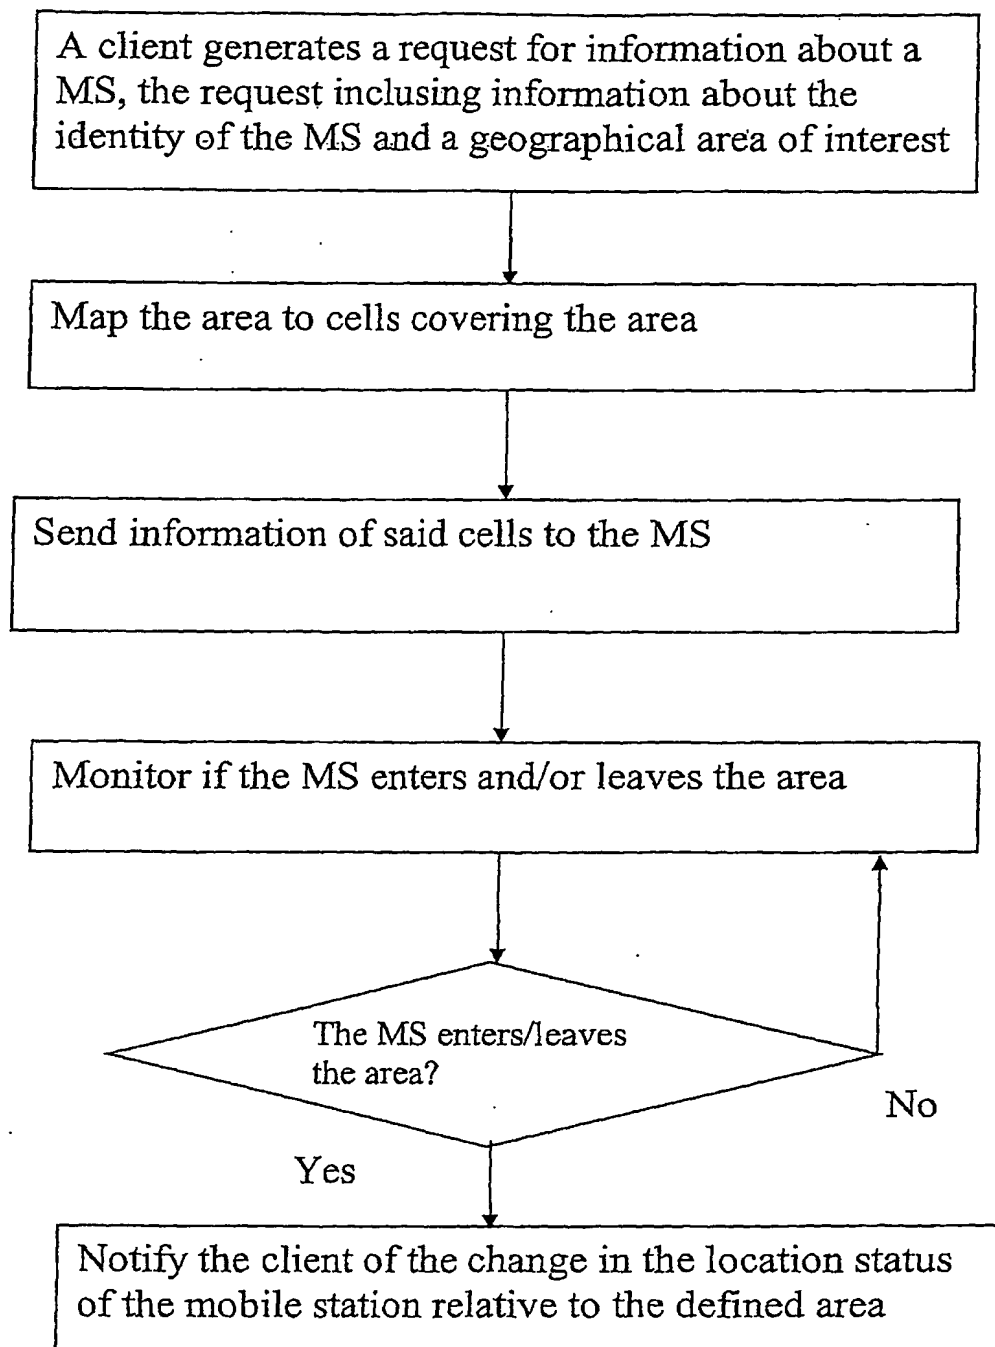 A client generates a request for information about a
MS, the request inclusing information about the
identity of the MS and a geographical area of interest
Map the area to cells covering the area
Send information of said cells to the MS
Monitor if the MS enters and/or leaves the area
The MS enters/leaves
the area?
No
Yes
Notify the client of the change in the location status
of the mobile station relative to the defined area